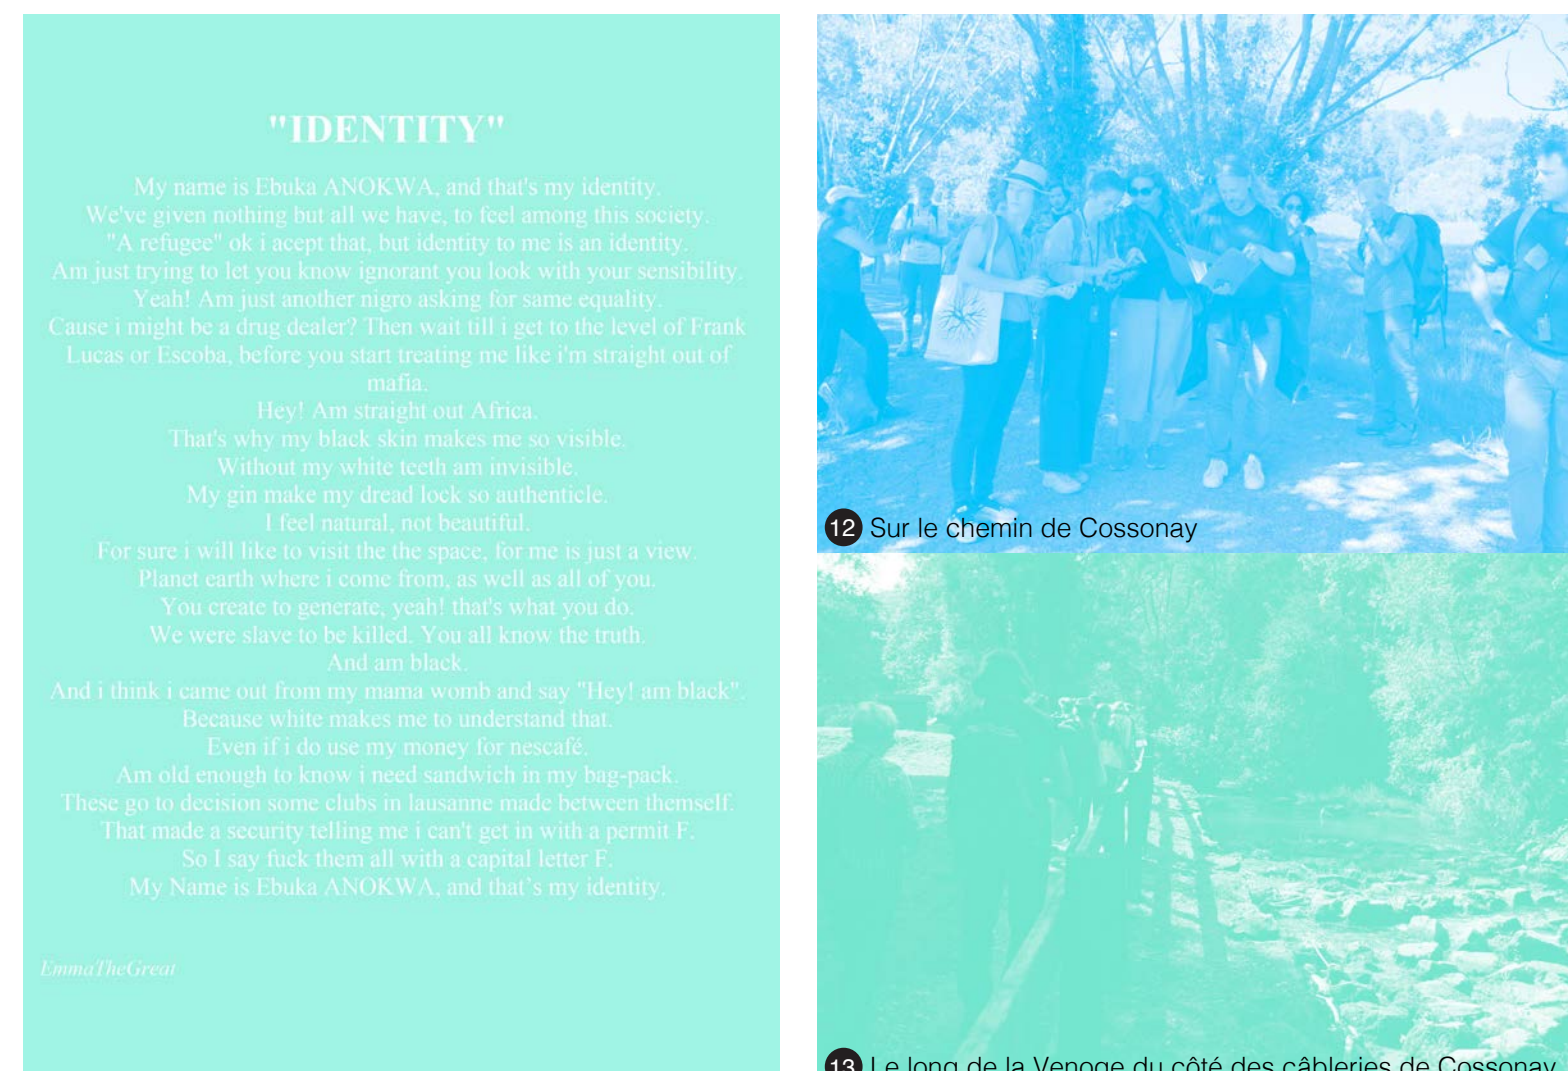 "IDENTITY"
My name is Ebuka ANOKWA, and that's my identity.
We've given nothing but all we have, to feel among this society.
"A refugee" ok i acept that, but identity to me is an identity.
Am just trying to let you know ignorant you look with your sensibility.
Yeah! Am just another nigro asking for same equality.
Cause i might be a drug dealer? Then wait till i get to the level of Frank
Lucas or Escoba, before you start treating me like i'm straight out of
mafia.
Hey! Am straight out Africa.
That's why my black skin makes me so visible.
Without my white teeth am invisible.
My gin make my dread lock so authenticle.
I feel natural, not beautiful.
For sure i will like to visit the the space, for me is just a view.
Planet earth where i come from, as well as all of you.
You create to generate, yeah! that's what you do.
We were slave to be killed. You all know the truth.
And am black.
And i think i came out from my mama womb and say "Hey! am black".
Because white makes me to understand that.
Even if i do use my money for nescafé.
Am old enough to know i need sandwich in my bag-pack.
These go to decision some clubs in lausanne made between themself.
That made a security telling me i can't get in with a permit F.
So I say fuck them all with a capital letter F.
My Name is Ebuka ANOKWA, and that's my identity.
EmmaTheGreat
12 Sur le chemin de Cossonay
13 Le long de la Venoge du côté des câbleries de Cossonay